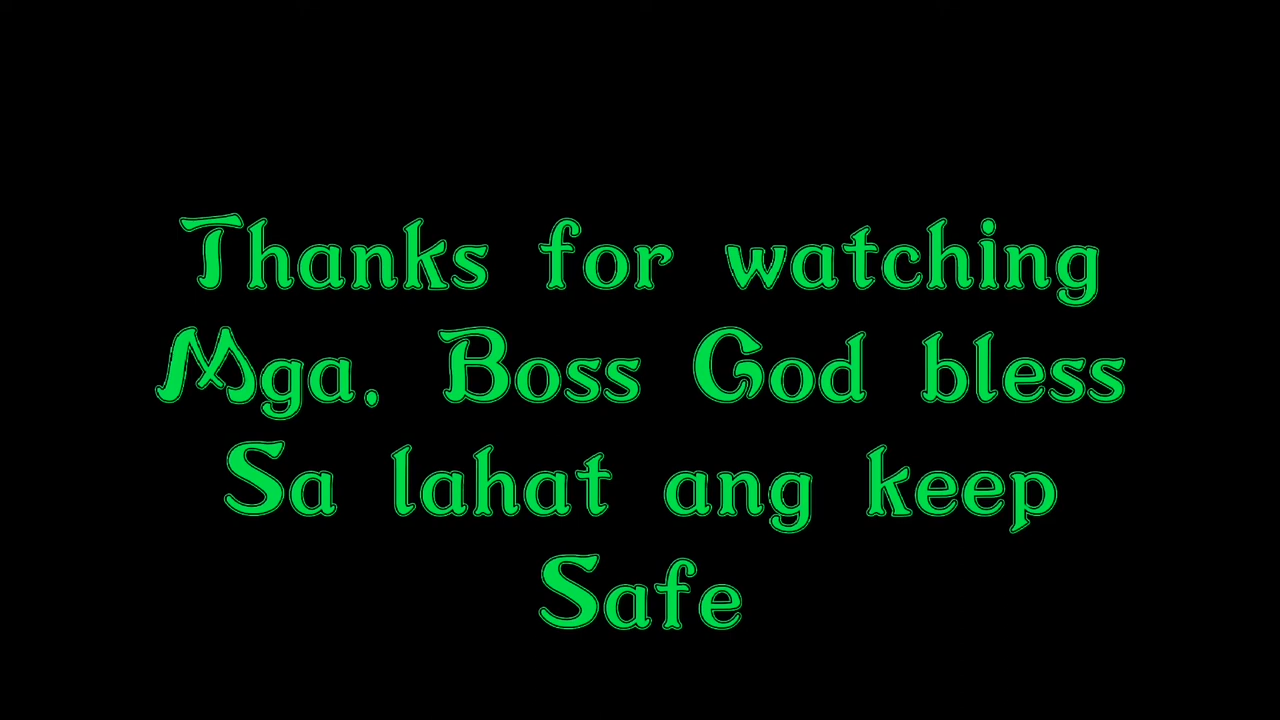 Thanks for watching
Mga. Boss God bless
Sa lahat ang keep
Safe